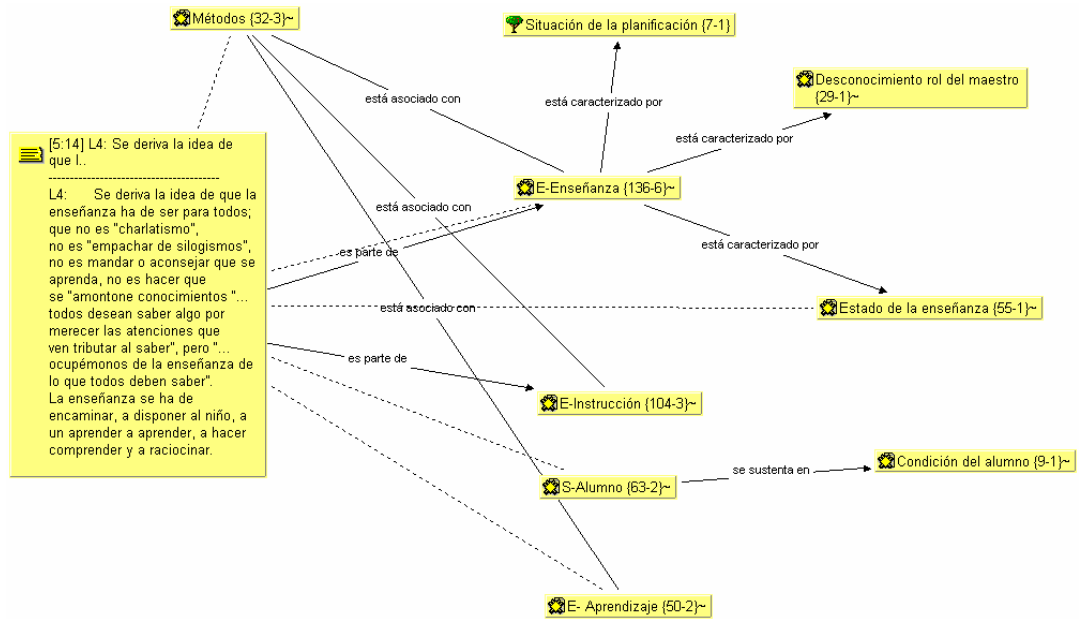 Métodos {32-3}~
Situación de la planificación {7-1}
Desconocimiento rol del maestro
{29-1}~
está asociado con
está caracterizado por
está caracterizado por
[5:14] L4: Se deriva la idea de
que l..
----------------------------------------
L4: Se deriva la idea de que la
enseñanza ha de ser para todos;
que no es "charlatismo",
no es "empachar de silogismos",
no es mandar o aconsejar que se
aprenda, no es hacer que
se "amontone conocimientos "...
todos desean saber algo por
merecer las atenciones que
ven tributar al saber", pero "...
ocupémonos de la enseñanza de
lo que todos deben saber".
La enseñanza se ha de
encaminar, a disponer al niño, a
un aprender a aprender, a hacer
comprender y a raciocinar.
E-Enseñanza {136-6}~
está asociado con
es parte de
está caracterizado por
está asociado con
Estado de la enseñanza {55-1}~
es parte de
E-Instrucción {104-3}~
S-Alumno {63-2}~
se sustenta en
Condición del alumno {9-1}~
E- Aprendizaje {50-2}~